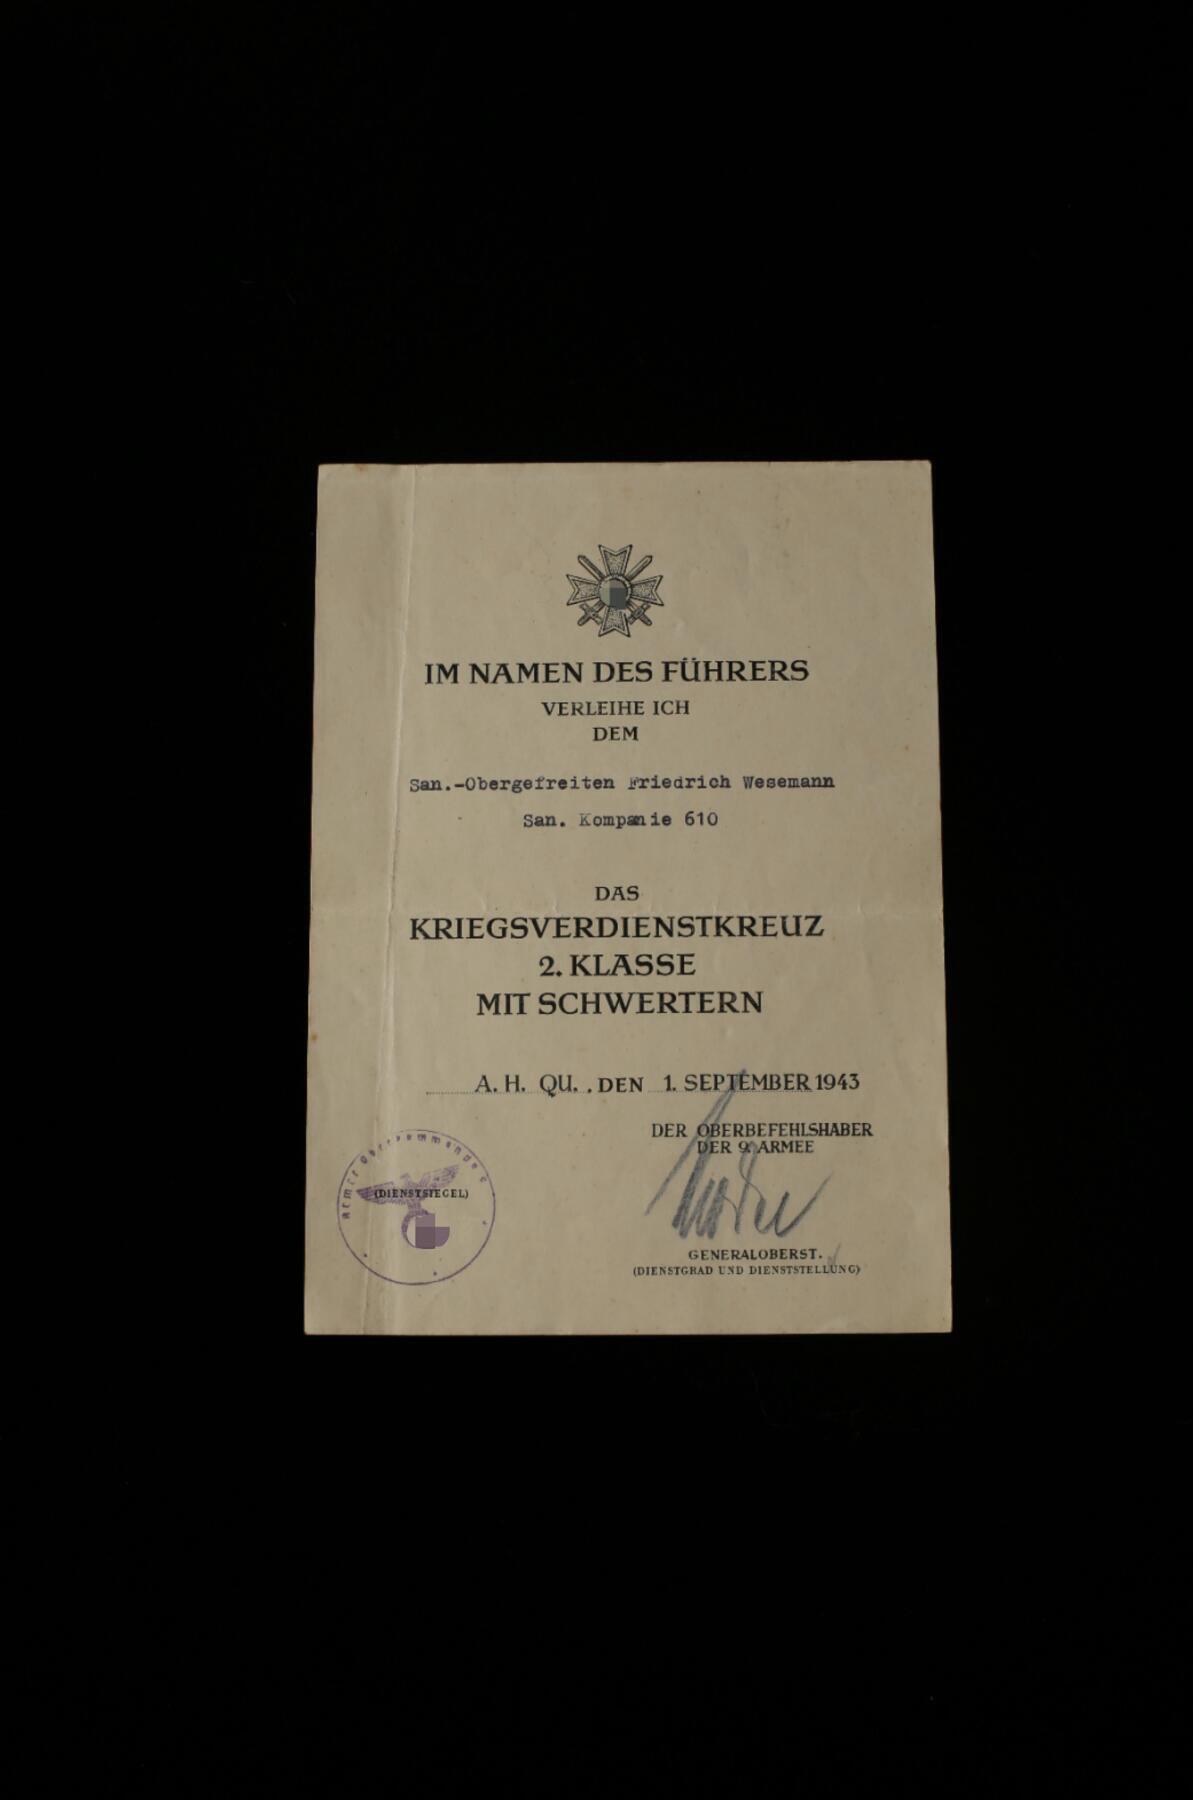 IM NAMEN DES FÜHRERS
VERLEIHE ICH
DEM
San.-Obergefreiten Friedrich Wesemann
San. Kompanie 610
DAS
KRIEGSVERDIENSTKREUZ
2. KLASSE
MIT SCHWERTERN
A. H. QU. , DEN 1. SEPTEMBER 1943
DER OBERBEFEHLSHABER
DER 9. ARMEE
(DIENSTSIEGEL)
GENERALOBERST.
(DIENSTGRAD UND DIENSTSTELLUNG)